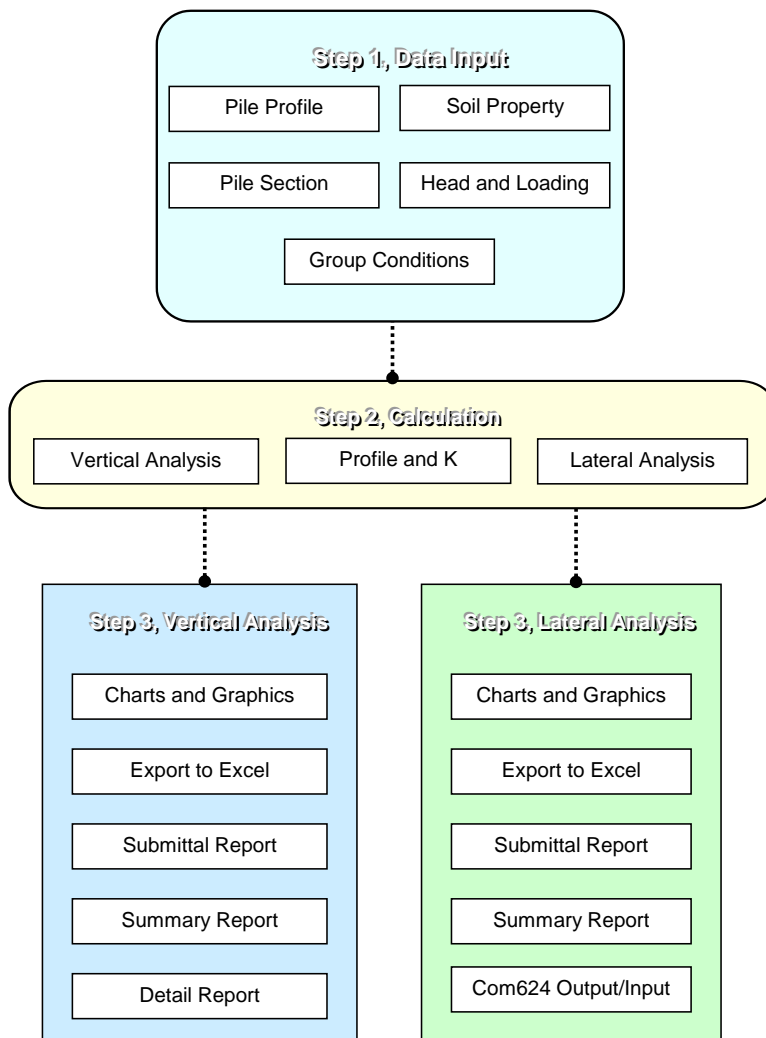 Step 1, Data Input
Pile Profile
Soil Property
Pile Section
Head and Loading
Group Conditions
Step 2, Calculation
Vertical Analysis
Profile and K
Lateral Analysis
Step 3, Vertical Analysis
Charts and Graphics
Export to Excel
Submittal Report
Summary Report
Detail Report
Step 3, Lateral Analysis
Charts and Graphics
Export to Excel
Submittal Report
Summary Report
Com624 Output/Input